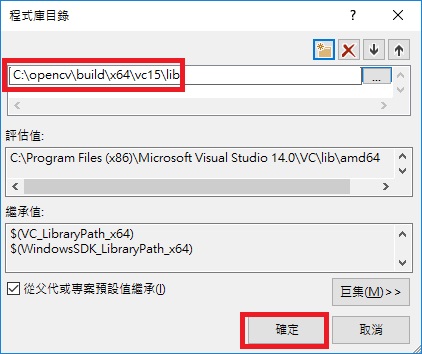 程式庫目錄
C:\opencv\build\x64\vc15\lib
...
評估值:
C:\Program Files (x86)\Microsoft Visual Studio 14.0\VC\lib\amd64
繼承值:
$(VC_LibraryPath_x64)
$(WindowsSDK_LibraryPath_x64)
從父代或專案預設值繼承(I)
巨集(M)>>
確定
取消